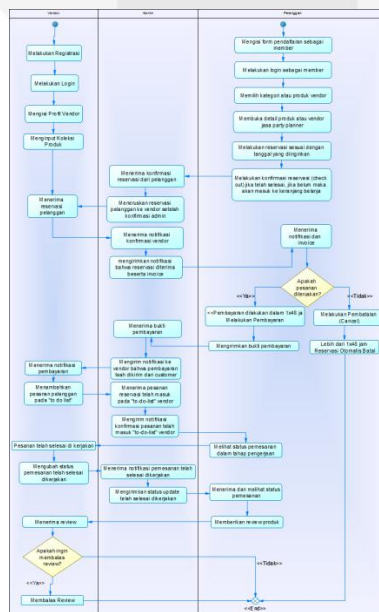 Vendor
Admin
Pelanggan
Melakukan Registrasi
Melakukan Login
Mengisi Profil Vendor
Menginput Koleksi
Produk
Menerima
reservasi
pelanggan
Mengisi form pendaftaran sebagai
member
Melakukan login sebagai member
Memilih kategori atau produk vendor
Membuka detail produk atau vendor
jasa party planner
Melakukan reservasi sesuai dengan
tanggal yang diinginkan
Melakukan konfirmasi reservasi (check
out) jika telah selesai, jika belum maka
akan masuk ke keranjang belanja
Menerima konfirmasi
reservasi dari pelanggan
Meneruskan reservasi
pelanggan ke vendor setelah
konfirmasi admin
Menerima notifikasi
konfirmasi vendor
mengirimkan notifikasi
bahwa reservasi diterima
beserta invoice
Menerima
notifikasi dan
invoice
Apakah
pesanan
diteruskan?
<<Ya>>
<<Tidak>>
<<Pembayaran dilakukan dalam 1x48 ja
Melakukan Pembayaran
Melakukan Pembatalan
(Cancel)
Lebih dari 1x48 jam
Reservasi Otomatis Batal
Mengirimkan bukti pembayaran
Menerima bukti
pembayaran
Mengirim notifikasi ke
vendor bahwa pembayaran
telah dikirim dari customer
Menerima notifikasi
pembayaran
Menambahkan
pesanan pelanggan
pada "to do list"
Menerima pesanan
reservasi telah masuk
pada "to-do-list" vendor
Mengirim notifikasi
konfirmasi pesanan telah
masuk "to-do-list" vendor
Melihat status pemesanan
dalam tahap pengerjaan
Pesanan telah selesai di kerjakan
Mengubah status
pemesanan telah selesai
dikerjakan
Menerima notifikasi pemesanan telah
selesai dikerjakan
Mengirimkan status update
telah selesai dikerjakan
Menerima dan melihat status
pemesanan
Memberikan review produk
Menerima review
Apakah ingin
membalas
review?
<<Tidak>>
<<Ya>>
Membalas Review
<<End>>